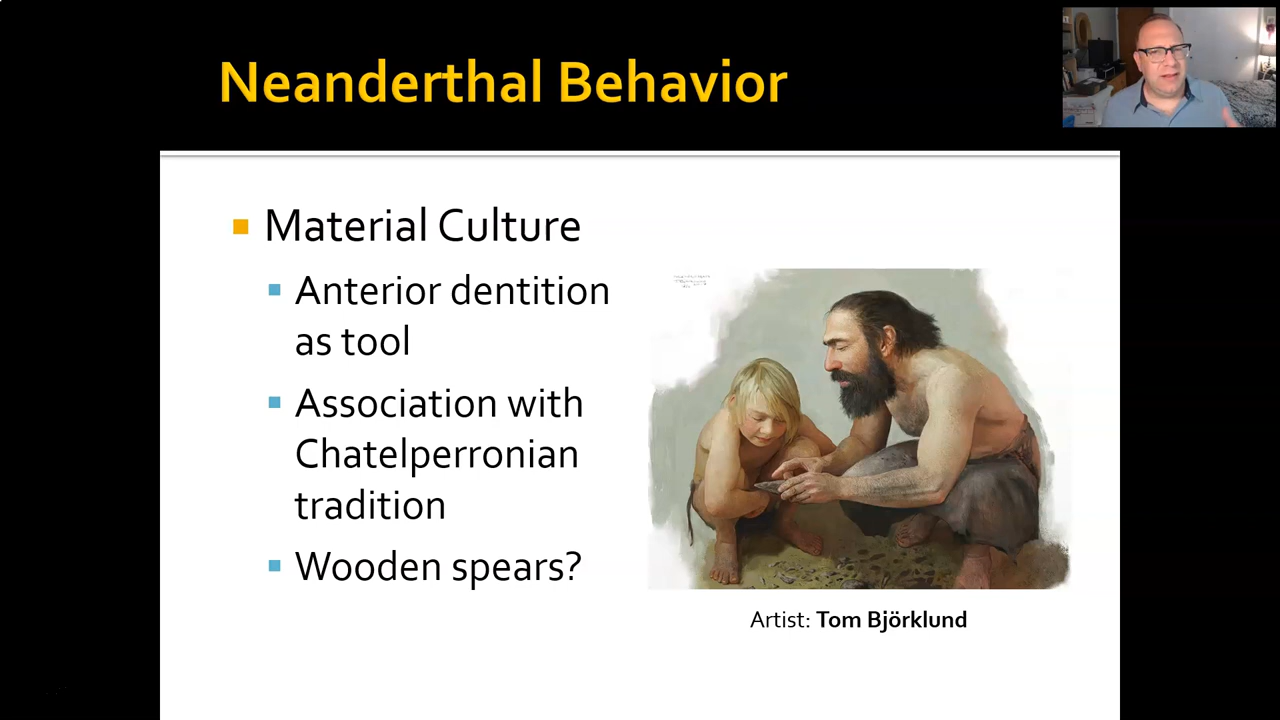 Neanderthal Behavior
Material Culture
Anterior dentition
as tool
Association with
Chatelperronian
tradition
Wooden spears?
Artist: Tom Björklund